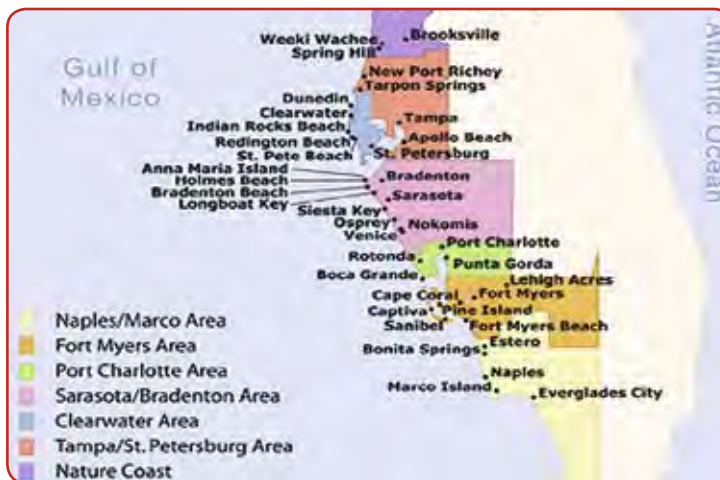 Gulf of
Mexico
Atlantic Ocean
Weeki Wachee
Brooksville
Spring Hill
New Port Richey
Tarpon Springs
Dunedin
Clearwater
Tampa
Indian Rocks Beach
Apollo Beach
Redington Beach
St. Pete Beach
St. Petersburg
Anna Maria Island
Bradenton
Holmes Beach
Bradenton Beach
Sarasota
Longboat Key
Siesta Key
Osprey
Nokomis
Venice
Port Charlotte
Rotonda
Punta Gorda
Boca Grande
Lehigh Acres
Cape Coral
Fort Myers
Captiva
Pine Island
Sanibel
Fort Myers Beach
Estero
Bonita Springs
Naples
Marco Island
Everglades City
Naples/Marco Area
Fort Myers Area
Port Charlotte Area
Sarasota/Bradenton Area
Clearwater Area
Tampa/St. Petersburg Area
Nature Coast